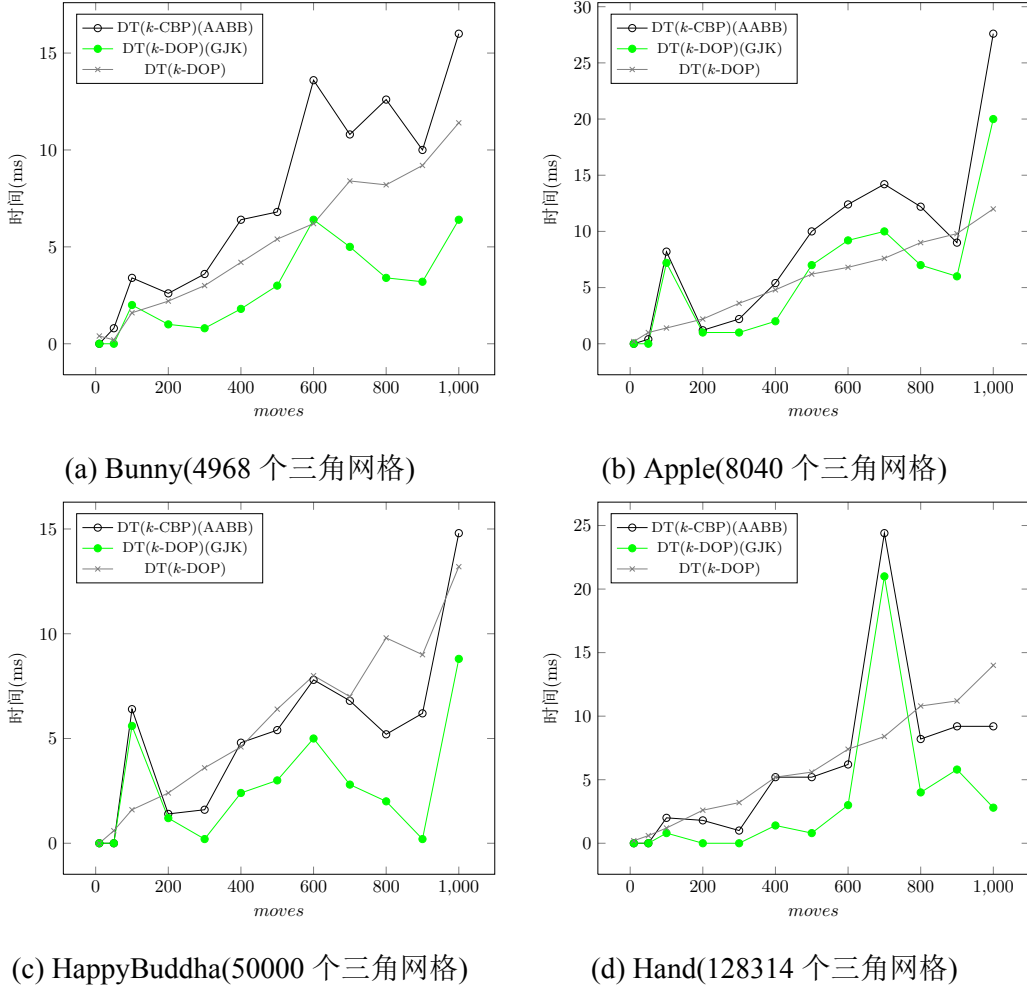 DT(k-CBP)(AABB)
DT(k-DOP)(GJK)
DT(k-DOP)
15
10
5
0
时间(ms)
0 200 400 600 800 1,000
moves
(a) Bunny(4968 个三角网格)
DT(k-CBP)(AABB)
DT(k-DOP)(GJK)
DT(k-DOP)
30
25
20
15
10
5
0
时间(ms)
0 200 400 600 800 1,000
moves
(b) Apple(8040 个三角网格)
DT(k-CBP)(AABB)
DT(k-DOP)(GJK)
DT(k-DOP)
15
10
5
0
时间(ms)
0 200 400 600 800 1,000
moves
(c) HappyBuddha(50000 个三角网格)
DT(k-CBP)(AABB)
DT(k-DOP)(GJK)
DT(k-DOP)
25
20
15
10
5
0
时间(ms)
0 200 400 600 800 1,000
moves
(d) Hand(128314 个三角网格)